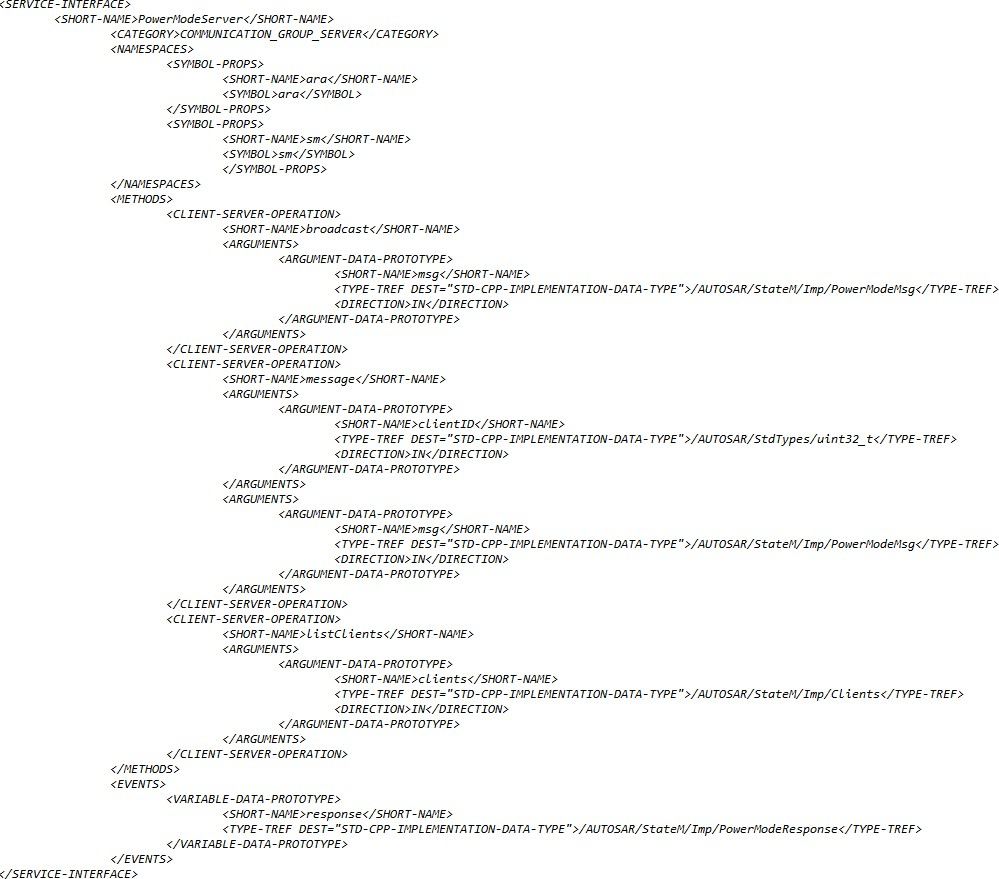 <SERVICE-INTERFACE>
<SHORT-NAME>PowerModeServer</SHORT-NAME>
<CATEGORY>COMMUNICATION_GROUP_SERVER</CATEGORY>
<NAMESPACES>
<SYMBOL-PROPS>
<SHORT-NAME>ara</SHORT-NAME>
<SYMBOL>ara</SYMBOL>
</SYMBOL-PROPS>
<SYMBOL-PROPS>
<SHORT-NAME>sm</SHORT-NAME>
<SYMBOL>sm</SYMBOL>
</SYMBOL-PROPS>
</NAMESPACES>
<METHODS>
<CLIENT-SERVER-OPERATION>
<SHORT-NAME>broadcast</SHORT-NAME>
<ARGUMENTS>
<ARGUMENT-DATA-PROTOTYPE>
<SHORT-NAME>msg</SHORT-NAME>
<TYPE-TREF DEST="STD-CPP-IMPLEMENTATION-DATA-TYPE">/AUTOSAR/StateM/Imp/PowerModeMsg</TYPE-TREF>
<DIRECTION>IN</DIRECTION>
</ARGUMENT-DATA-PROTOTYPE>
</ARGUMENTS>
</CLIENT-SERVER-OPERATION>
<CLIENT-SERVER-OPERATION>
<SHORT-NAME>message</SHORT-NAME>
<ARGUMENTS>
<ARGUMENT-DATA-PROTOTYPE>
<SHORT-NAME>clientID</SHORT-NAME>
<TYPE-TREF DEST="STD-CPP-IMPLEMENTATION-DATA-TYPE">/AUTOSAR/StdTypes/uint32_t</TYPE-TREF>
<DIRECTION>IN</DIRECTION>
</ARGUMENT-DATA-PROTOTYPE>
</ARGUMENTS>
<ARGUMENTS>
<ARGUMENT-DATA-PROTOTYPE>
<SHORT-NAME>msg</SHORT-NAME>
<TYPE-TREF DEST="STD-CPP-IMPLEMENTATION-DATA-TYPE">/AUTOSAR/StateM/Imp/PowerModeMsg</TYPE-TREF>
<DIRECTION>IN</DIRECTION>
</ARGUMENT-DATA-PROTOTYPE>
</ARGUMENTS>
</CLIENT-SERVER-OPERATION>
<CLIENT-SERVER-OPERATION>
<SHORT-NAME>listClients</SHORT-NAME>
<ARGUMENTS>
<ARGUMENT-DATA-PROTOTYPE>
<SHORT-NAME>clients</SHORT-NAME>
<TYPE-TREF DEST="STD-CPP-IMPLEMENTATION-DATA-TYPE">/AUTOSAR/StateM/Imp/Clients</TYPE-TREF>
<DIRECTION>IN</DIRECTION>
</ARGUMENT-DATA-PROTOTYPE>
</ARGUMENTS>
</CLIENT-SERVER-OPERATION>
</METHODS>
<EVENTS>
<VARIABLE-DATA-PROTOTYPE>
<SHORT-NAME>response</SHORT-NAME>
<TYPE-TREF DEST="STD-CPP-IMPLEMENTATION-DATA-TYPE">/AUTOSAR/StateM/Imp/PowerModeResponse</TYPE-TREF>
</VARIABLE-DATA-PROTOTYPE>
</EVENTS>
</SERVICE-INTERFACE>